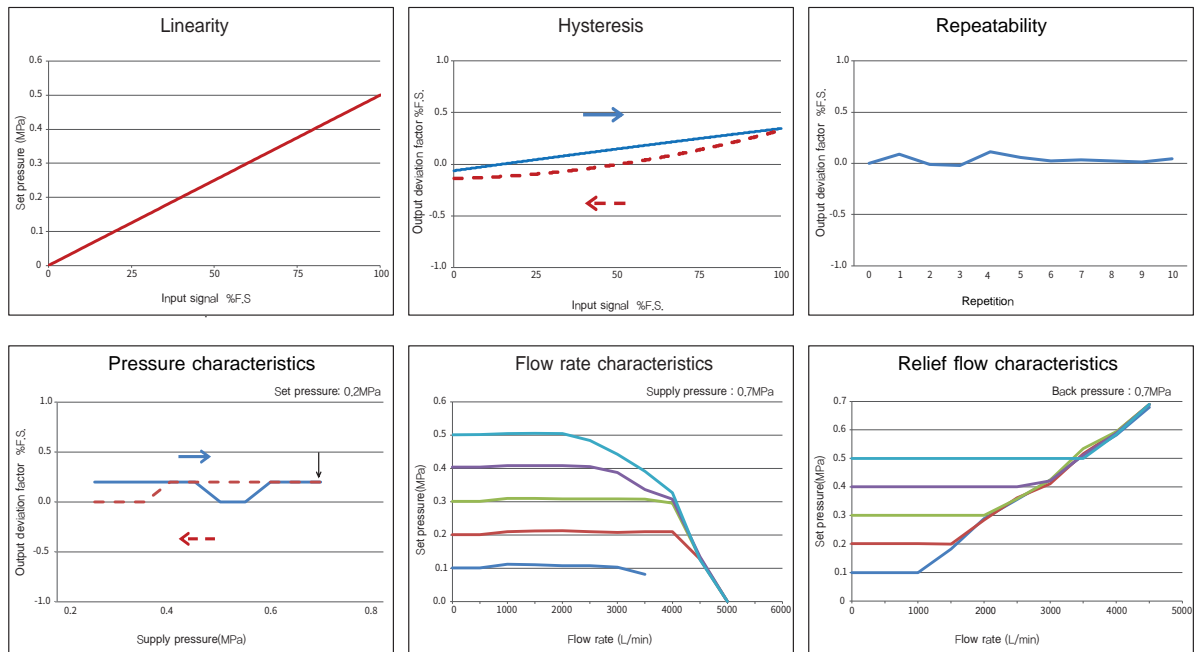 Linearity
Set pressure (MPa)
0.6
0.5
0.4
0.3
0.2
0.1
0
0
25
50
75
100
Input signal %F.S
Hysteresis
Output deviation factor %F.S.
1.0
0.5
0.0
-0.5
-1.0
0
25
50
75
100
Input signal %F.S.
Repeatability
Output deviation factor %F.S.
1.0
0.5
0.0
-0.5
-1.0
0 1 2 3 4 5 6 7 8 9 10
Repetition
Pressure characteristics
Set pressure: 0.2MPa
Output deviation factor %F.S.
1.0
0.5
0.0
-0.5
-1.0
0.2
0.4
0.6
0.8
Supply pressure(MPa)
Flow rate characteristics
Supply pressure : 0.7MPa
Set pressure(MPa)
0.6
0.5
0.4
0.3
0.2
0.1
0.0
0
1000
2000
3000
4000
5000
6000
Flow rate (L/min)
Relief flow characteristics
Back pressure : 0.7MPa
Set pressure(MPa)
0.7
0.6
0.5
0.4
0.3
0.2
0.1
0
0
1000
2000
3000
4000
5000
Flow rate (L/min)